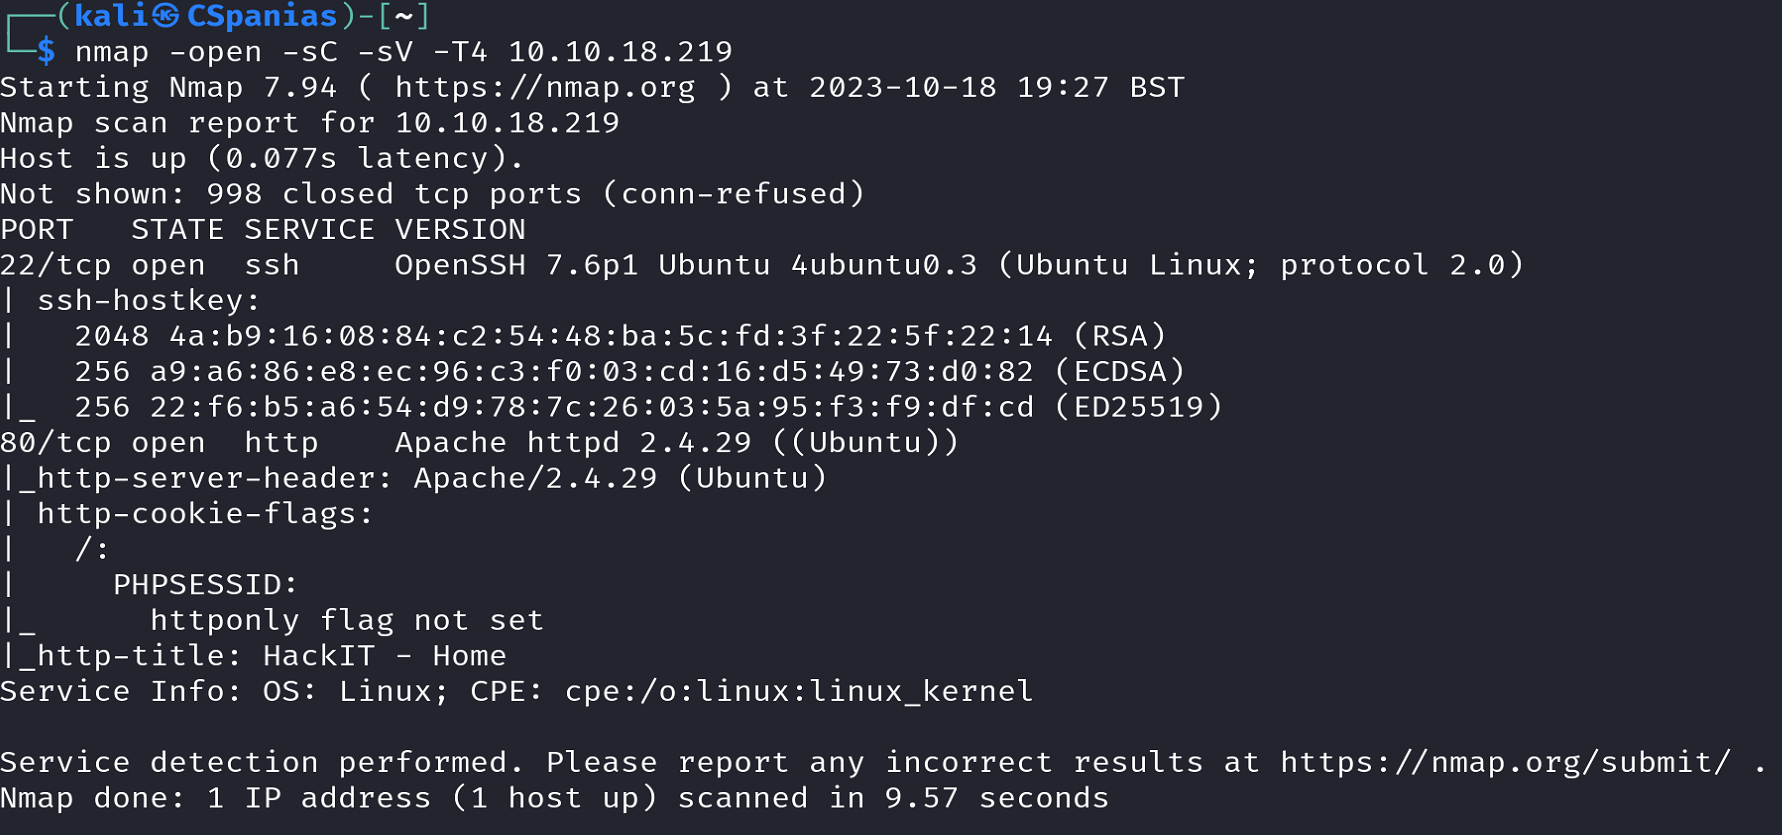 ┌──(kali㉿CSpanias)-[~]
└─$ nmap -open -sC -sV -T4 10.10.18.219
Starting Nmap 7.94 ( https://nmap.org ) at 2023-10-18 19:27 BST
Nmap scan report for 10.10.18.219
Host is up (0.077s latency).
Not shown: 998 closed tcp ports (conn-refused)
PORT   STATE SERVICE VERSION
22/tcp open  ssh     OpenSSH 7.6p1 Ubuntu 4ubuntu0.3 (Ubuntu Linux; protocol 2.0)
| ssh-hostkey:
|   2048 4a:b9:16:08:84:c2:54:48:ba:5c:fd:3f:22:5f:22:14 (RSA)
|   256 a9:a6:86:e8:ec:96:c3:f0:03:cd:16:d5:49:73:d0:82 (ECDSA)
|_  256 22:f6:b5:a6:54:d9:78:7c:26:03:5a:95:f3:f9:df:cd (ED25519)
80/tcp open  http    Apache httpd 2.4.29 ((Ubuntu))
|_http-server-header: Apache/2.4.29 (Ubuntu)
| http-cookie-flags:
|   /:
|     PHPSESSID:
|_      httponly flag not set
|_http-title: HackIT - Home
Service Info: OS: Linux; CPE: cpe:/o:linux:linux_kernel

Service detection performed. Please report any incorrect results at https://nmap.org/submit/ .
Nmap done: 1 IP address (1 host up) scanned in 9.57 seconds